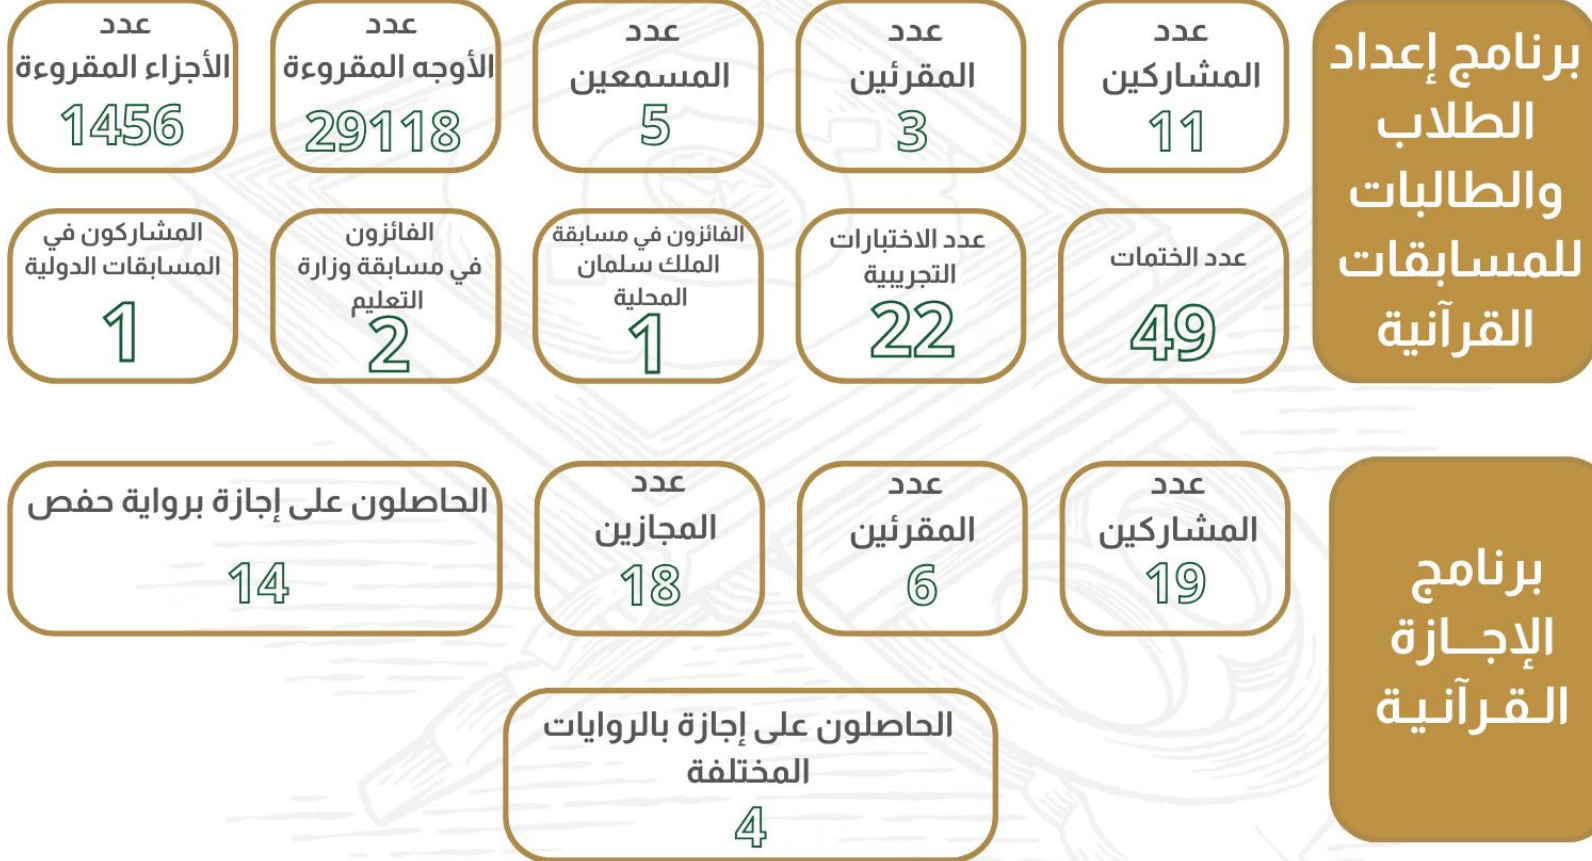 برنامج إعداد
الطلاب
والطالبات
للمسابقات
القرآنية
عدد
المشاركين
11
عدد
المقرئين
3
عدد
المسمعين
5
عدد
الأوجه المقروءة
29118
عدد
الأجزاء المقروءة
1456
عدد الختمات
49
عدد الاختبارات
التجريبية
22
الفائزون في مسابقة
الملك سلمان
المحلية
1
الفائزون
في مسابقة وزارة
التعليم
2
المشاركون في
المسابقات الدولية
1
برنامج
الإجــازة
القـرآنـيـة
عدد
المشاركين
19
عدد
المقرئين
6
عدد
المجازين
18
الحاصلون على إجازة برواية حفص
14
الحاصلون على إجازة بالروايات
المختلفة
4